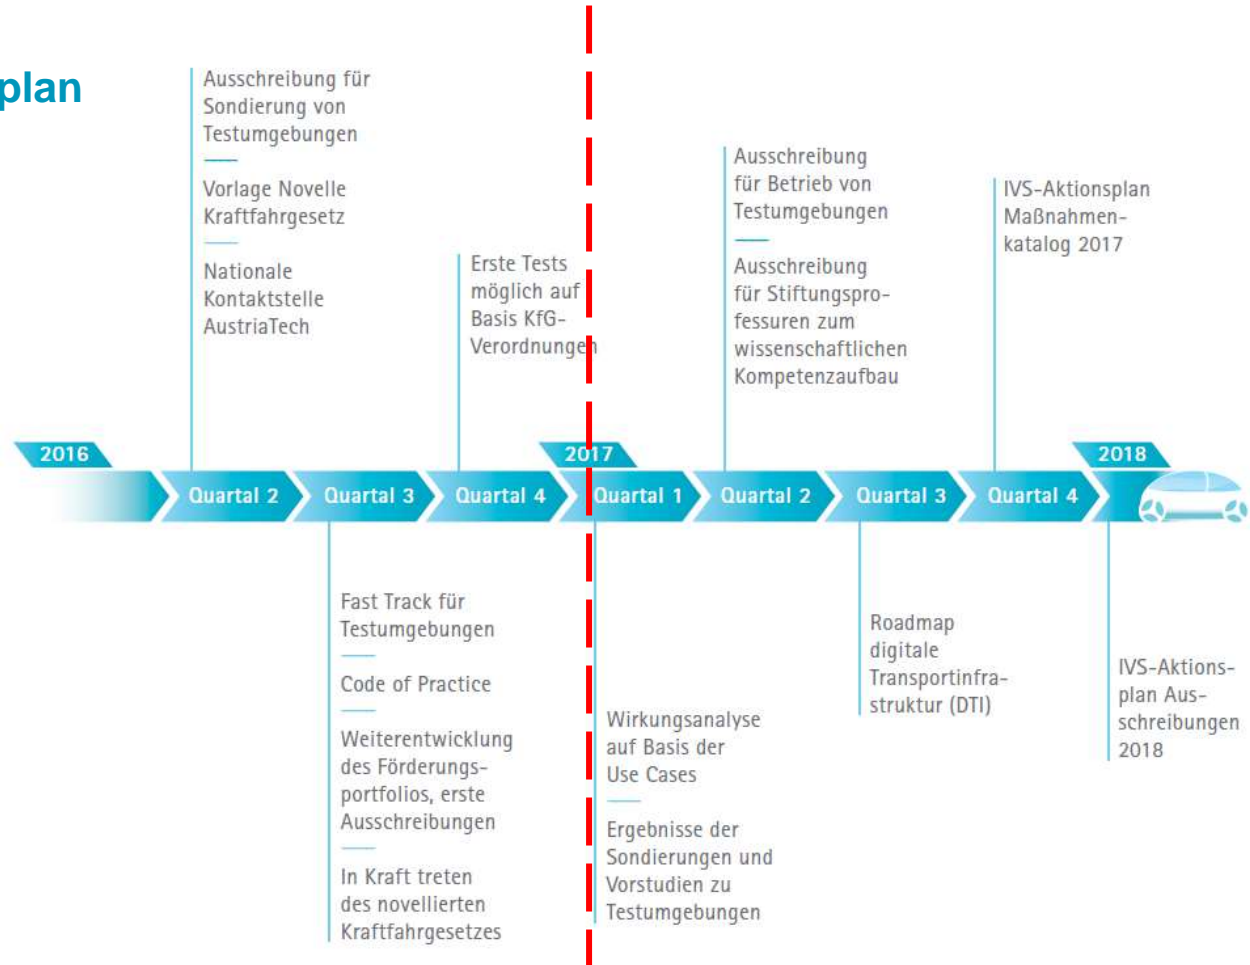 plan
Ausschreibung für
Sondierung von
Testumgebungen
Vorlage Novelle
Kraftfahrgesetz
Nationale
Kontaktstelle
AustriaTech
Erste Tests
möglich auf
Basis KfG-
Verordnungen
Ausschreibung
für Betrieb von
Testumgebungen
Ausschreibung
für Stiftungspro-
fessuren zum
wissenschaftlichen
Kompetenzaufbau
IVS-Aktionsplan
Maßnahmen-
katalog 2017
2016
2017
2018
Quartal 2
Quartal 3
Quartal 4
Quartal 1
Quartal 2
Quartal 3
Quartal 4
Fast Track für
Testumgebungen
Code of Practice
Weiterentwicklung
des Förderungs-
portfolios, erste
Ausschreibungen
In Kraft treten
des novellierten
Kraftfahrgesetzes
Wirkungsanalyse
auf Basis der
Use Cases
Ergebnisse der
Sondierungen und
Vorstudien zu
Testumgebungen
Roadmap
digitale
Transportinfra-
struktur (DTI)
IVS-Aktions-
plan Aus-
schreibungen
2018